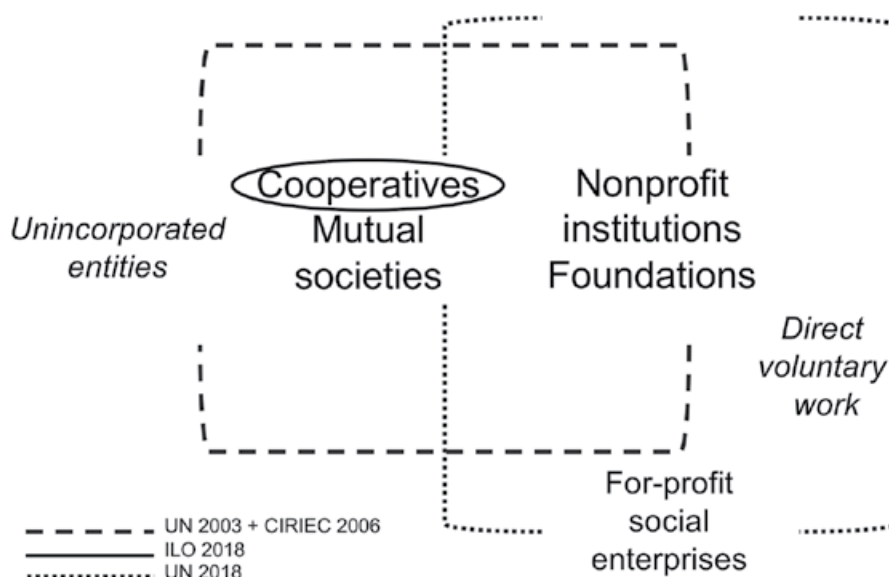 Cooperatives
Mutual
societies
Nonprofit
institutions
Foundations
Unincorporated
entities
Direct
voluntary
work
For-profit
social
enterprises
UN 2003 + CIRIEC 2006
ILO 2018
UN 2018